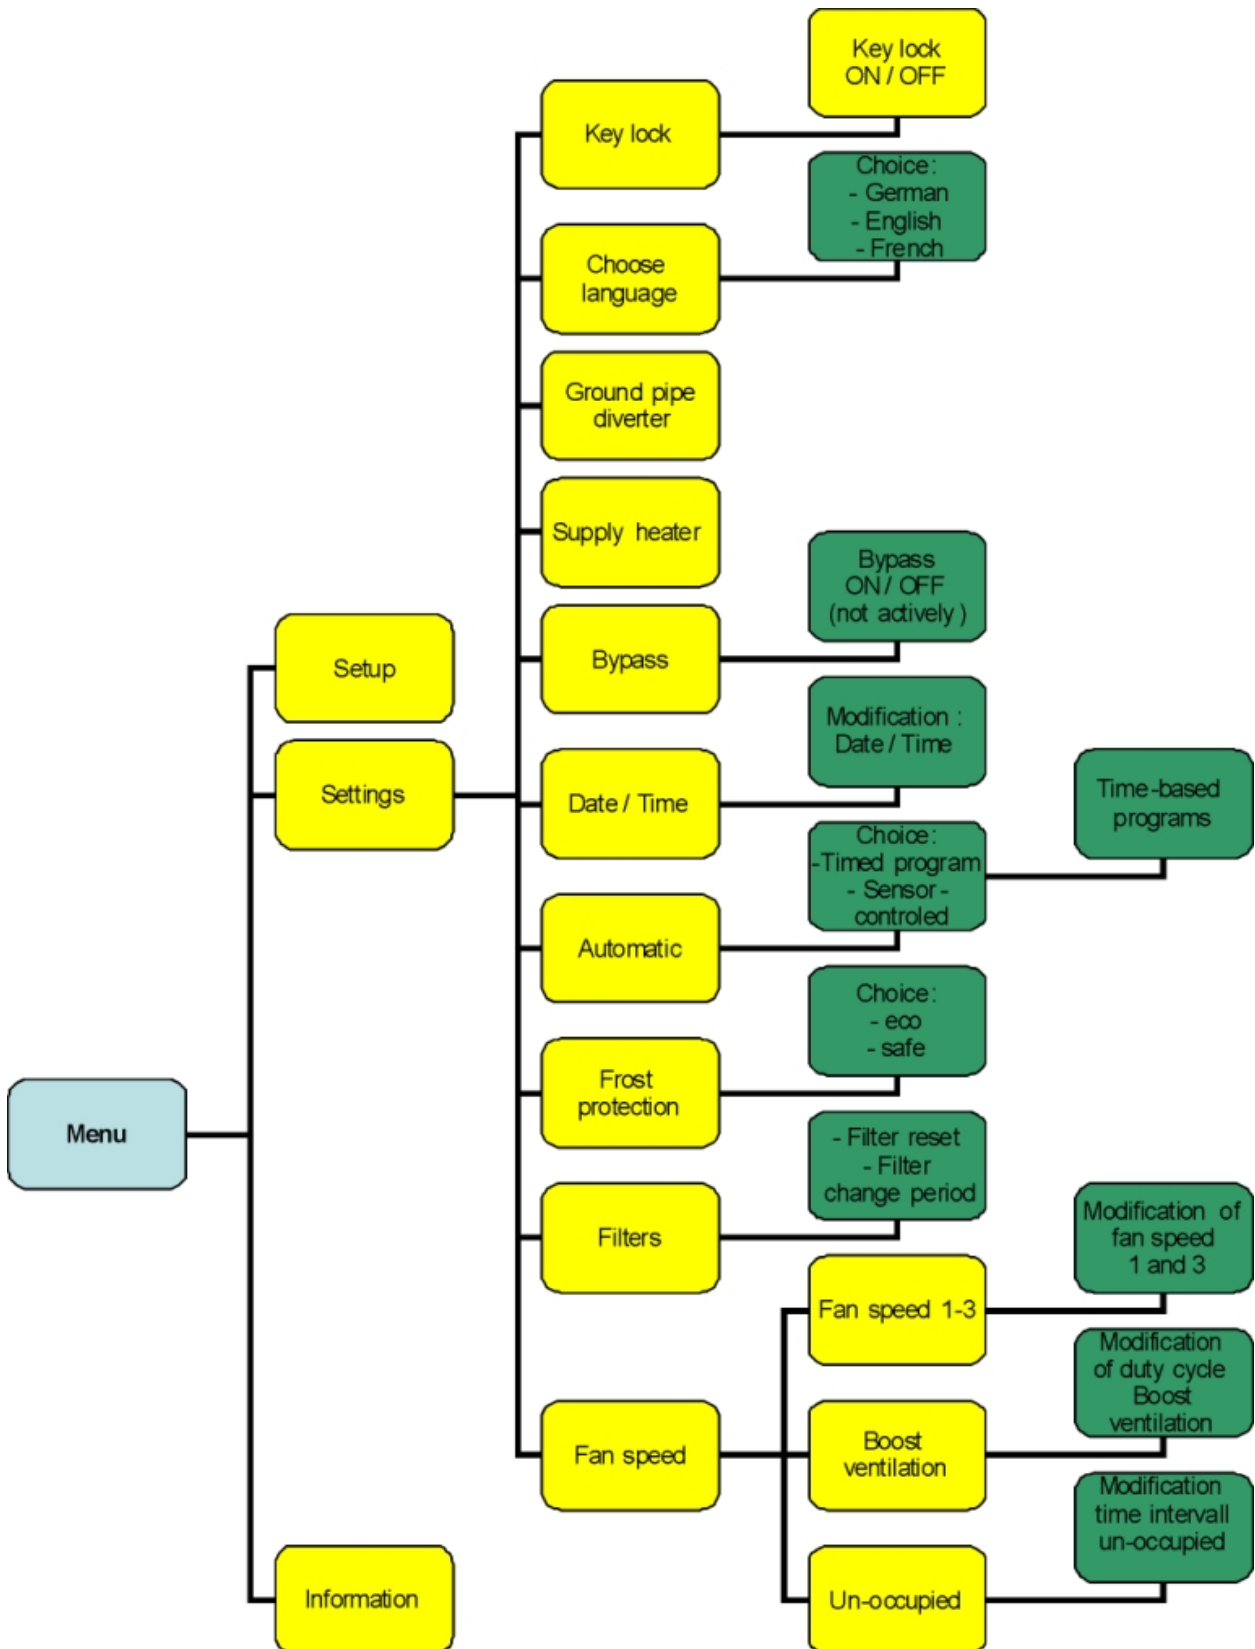 Key lock
ON / OFF
Key lock
Choice:
- German
- English
- French
Choose
language
Ground pipe
diverter
Supply heater
Bypass
ON / OFF
(not actively)
Bypass
Setup
Modification :
Date / Time
Settings
Date / Time
Time-based
programs
Choice:
-Timed program
- Sensor-
controled
Automatic
Choice:
- eco
- safe
Frost
protection
Menu
- Filter reset
- Filter
change period
Filters
Modification of
fan speed
1 and 3
Fan speed 1-3
Modification
of duty cycle
Boost
ventilation
Fan speed
Boost
ventilation
Modification
time intervall
un-occupied
Information
Un-occupied